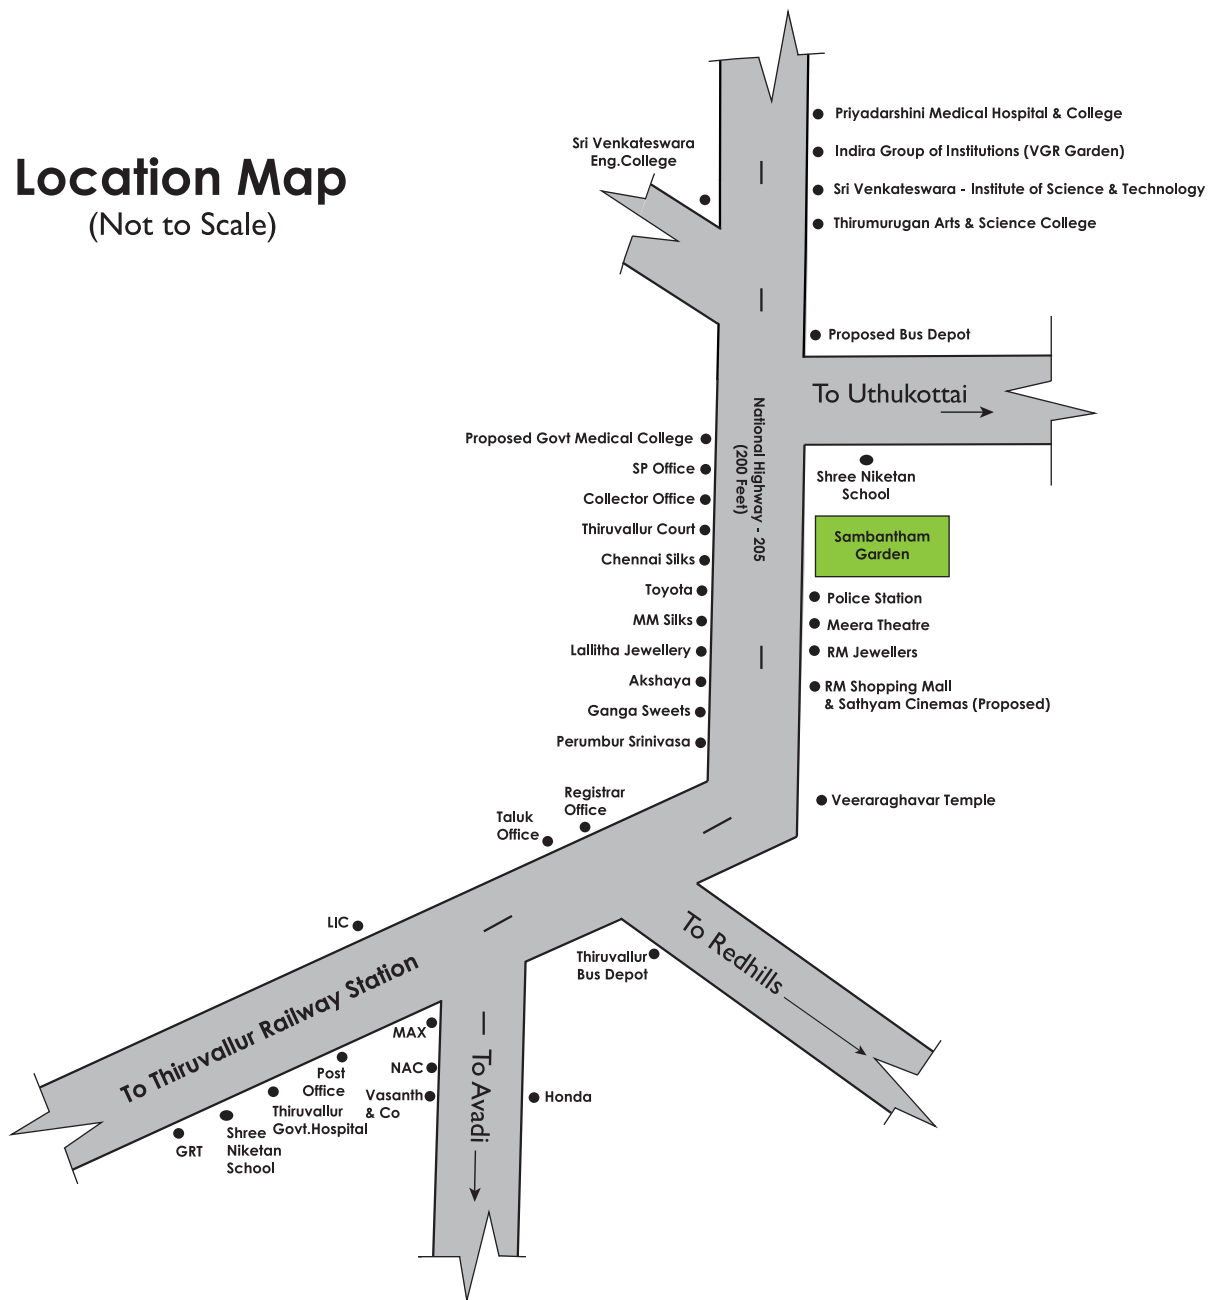 Location Map
(Not to Scale)
Sri Venkateswara
Eng.College
Priyadarshini Medical Hospital & College
Indira Group of Institutions (VGR Garden)
Sri Venkateswara - Institute of Science & Technology
Thirumurugan Arts & Science College
Proposed Bus Depot
To Uthukottai
National Highway - 205
(200 Feet)
Proposed Govt Medical College
SP Office
Collector Office
Thiruvallur Court
Chennai Silks
Toyota
MM Silks
Lallitha Jewellery
Akshaya
Ganga Sweets
Perumbur Srinivasa
Shree Niketan
School
Sambantham
Garden
Police Station
Meera Theatre
RM Jewellers
RM Shopping Mall
& Sathyam Cinemas (Proposed)
Veeraraghavar Temple
Registrar
Office
Taluk
Office
LIC
To Thiruvallur Railway Station
Thiruvallur
Bus Depot
To Redhills
MAX
NAC
Vasanth
& Co
To Avadi
Honda
Post
Office
Thiruvallur
Govt.Hospital
Shree
Niketan
School
GRT